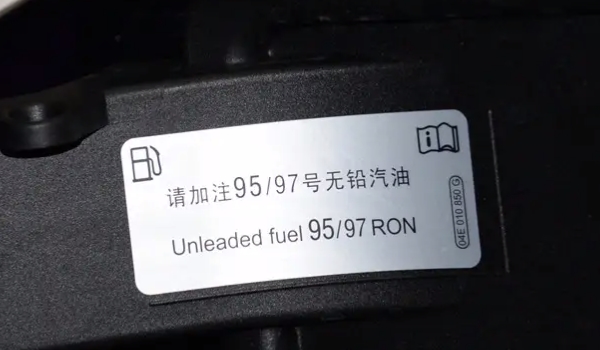 请加注95/97号无铅汽油
Unleaded fuel 95/97 RON
04E 010 850 G